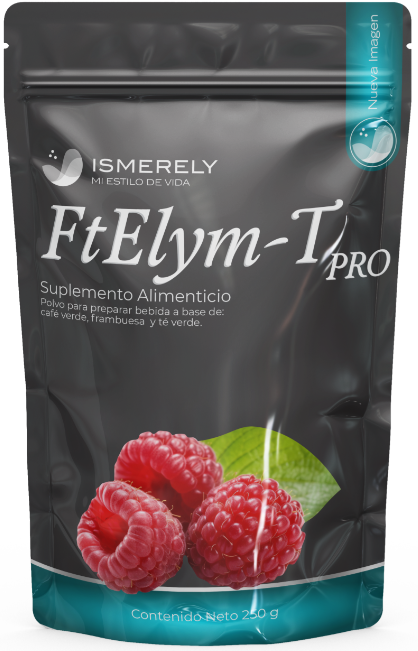 Nueva Imagen
ISMERELY
MI ESTILO DE VIDA
FtElym-T
PRO
Suplemento Alimenticio
Polvo para preparar bebida a base de:
café verde, frambuesa y té verde.
Contenido Neto 250 g